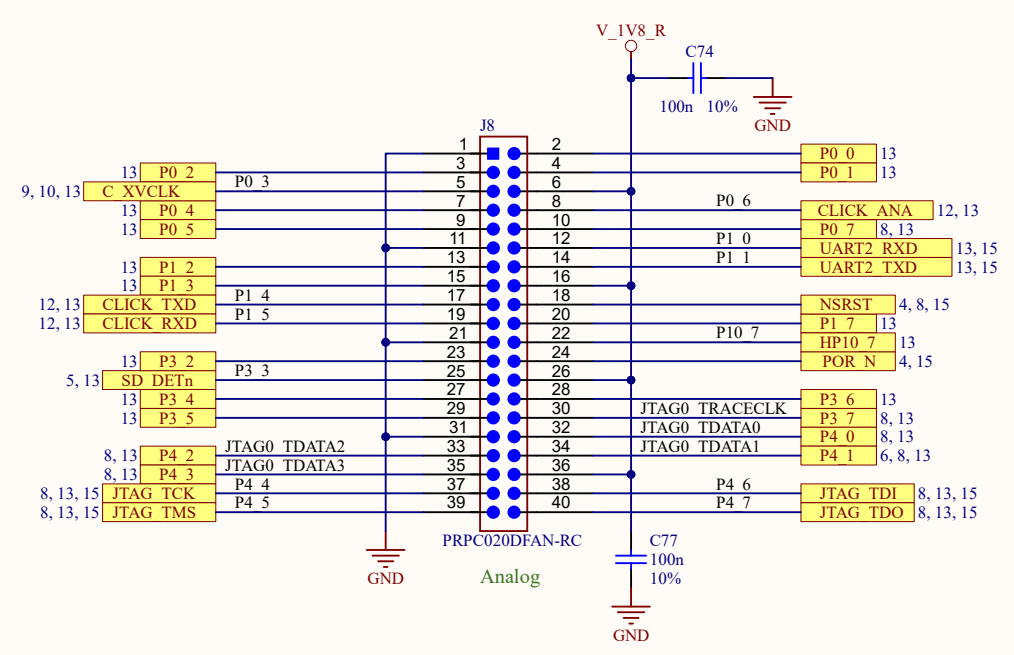 V_1V8_R
C74
100n 10%
GND
J8
1 2 P0_0 13
13 P0_2 3 4 P0_1 13
9, 10, 13 C_XVCLK P0_3 5 6
13 P0_4 7 8 P0_6 CLICK_ANA 12, 13
13 P0_5 9 10 P0_7 8, 13
11 12 P1_0 UART2_RXD 13, 15
13 P1_2 13 14 P1_1 UART2_TXD 13, 15
13 P1_3 15 16
12, 13 CLICK_TXD P1_4 17 18 NSRST 4, 8, 15
12, 13 CLICK_RXD P1_5 19 20 P1_7 13
21 22 P10_7 HP10_7 13
13 P3_2 23 24 POR_N 4, 15
5, 13 SD_DETn P3_3 25 26
13 P3_4 27 28 P3_6 13
13 P3_5 29 30 JTAG0_TRACECLK P3_7 8, 13
31 32 JTAG0_TDATA0 P4_0 8, 13
8, 13 P4_2 JTAG0_TDATA2 33 34 JTAG0_TDATA1 P4_1 6, 8, 13
8, 13 P4_3 JTAG0_TDATA3 35 36
8, 13, 15 JTAG_TCK P4_4 37 38 P4_6 JTAG_TDI 8, 13, 15
8, 13, 15 JTAG_TMS P4_5 39 40 P4_7 JTAG_TDO 8, 13, 15
PRPC020DFAN-RC
C77
100n
10%
GND
Analog
GND